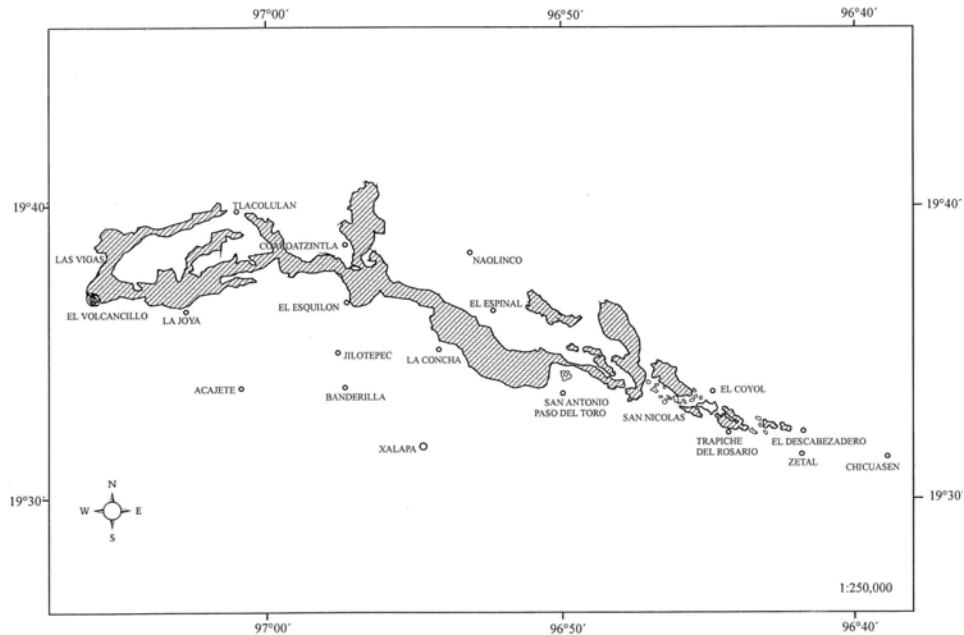 97°00´
96°50´
96°40´
19°40´
19°40´
TLACOLULAN
COACOATZINTLA
NAOLINCO
LAS VIGAS
EL VOLCANCILLO
LA JOYA
EL ESQUILON
EL ESPINAL
JILOTEPEC
LA CONCHA
ACAJETE
BANDERILLA
SAN ANTONIO
PASO DEL TORO
SAN NICOLAS
EL COYOL
XALAPA
TRAPICHE
DEL ROSARIO
EL DESCABEZADERO
ZETAL
CHICUASEN
19°30´
19°30´
N
W
E
S
1:250,000
97°00´
96°50´
96°40´